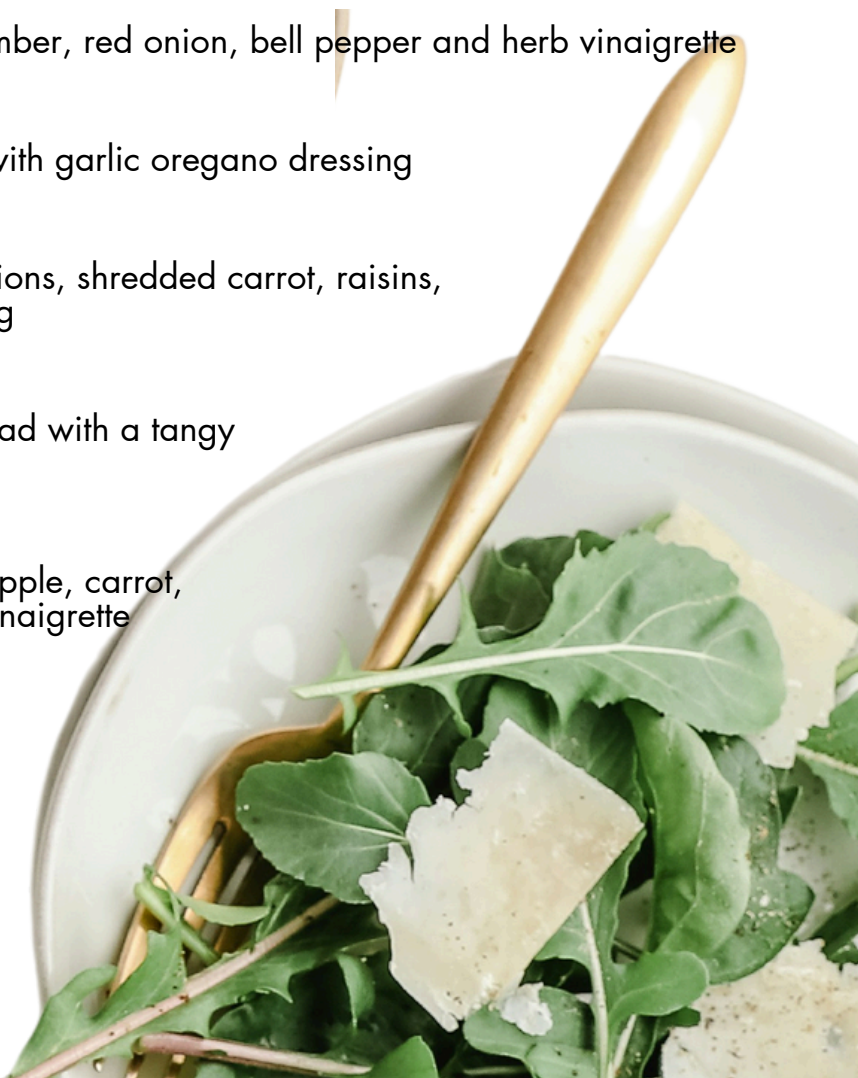 mber, red onion, bell pepper and herb vinaigrette
with garlic oregano dressing
ions, shredded carrot, raisins,
g
ad with a tangy
pple, carrot,
naigrette